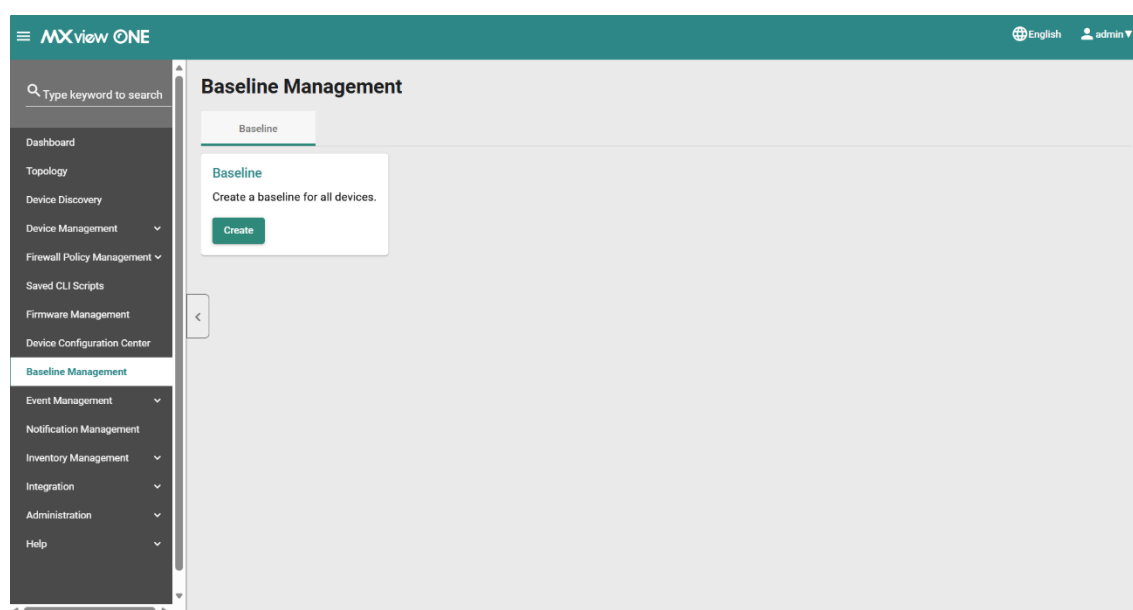 MXview ONE
English
admin
Type keyword to search
Dashboard
Topology
Device Discovery
Device Management
Firewall Policy Management
Saved CLI Scripts
Firmware Management
Device Configuration Center
Baseline Management
Event Management
Notification Management
Inventory Management
Integration
Administration
Help
Baseline Management
Baseline
Baseline
Create a baseline for all devices.
Create